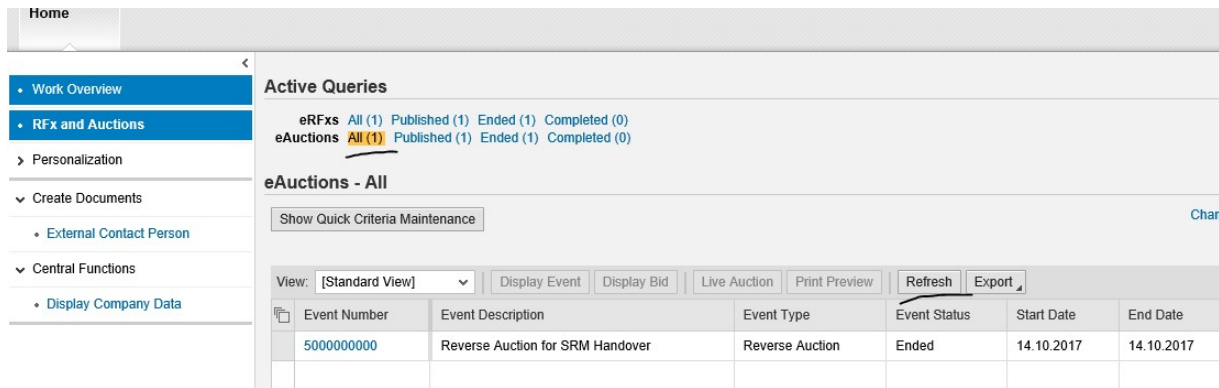 Home
Work Overview
RFx and Auctions
Personalization
Create Documents
External Contact Person
Central Functions
Display Company Data
Active Queries
eRFxs All (1) Published (1) Ended (1) Completed (0)
eAuctions All (1) Published (1) Ended (1) Completed (0)
eAuctions - All
Show Quick Criteria Maintenance
Char
View: [Standard View] Display Event Display Bid Live Auction Print Preview Refresh Export
Event Number Event Description Event Type Event Status Start Date End Date
5000000000 Reverse Auction for SRM Handover Reverse Auction Ended 14.10.2017 14.10.2017